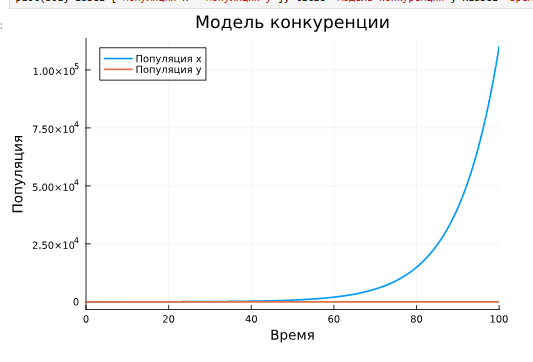 Модель конкуренции
Популяция x
Популяция y
Популяция
1.00×10⁵
7.50×10⁴
5.00×10⁴
2.50×10⁴
0
0 20 40 60 80 100
Время